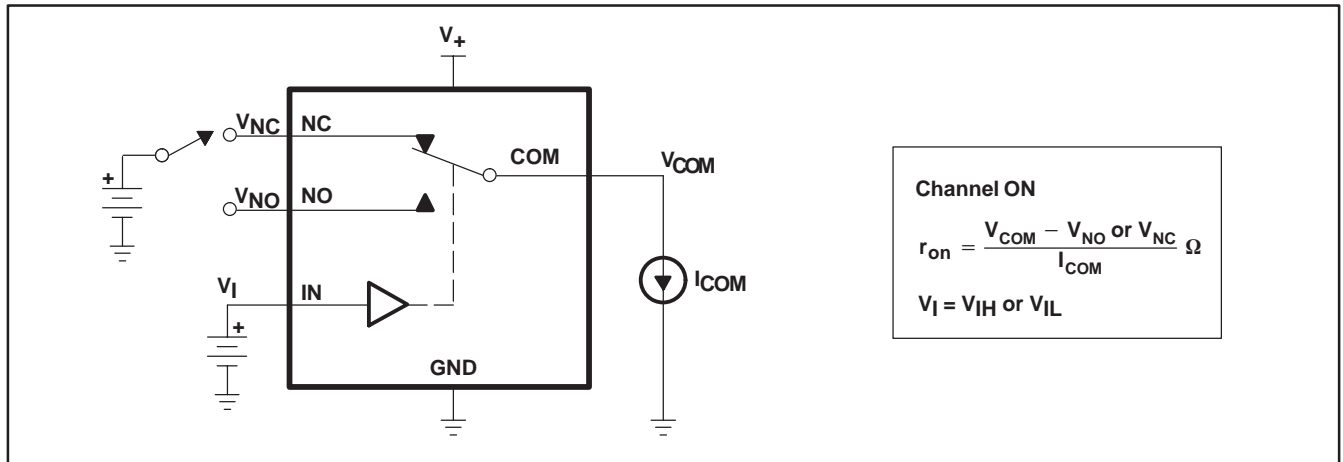 V+
VNC NC
COM
VCOM
VNO NO
+
VI IN
+
ICOM
GND
Channel ON
ron = VCOM − VNO or VNC / ICOM Ω
VI = VIH or VIL